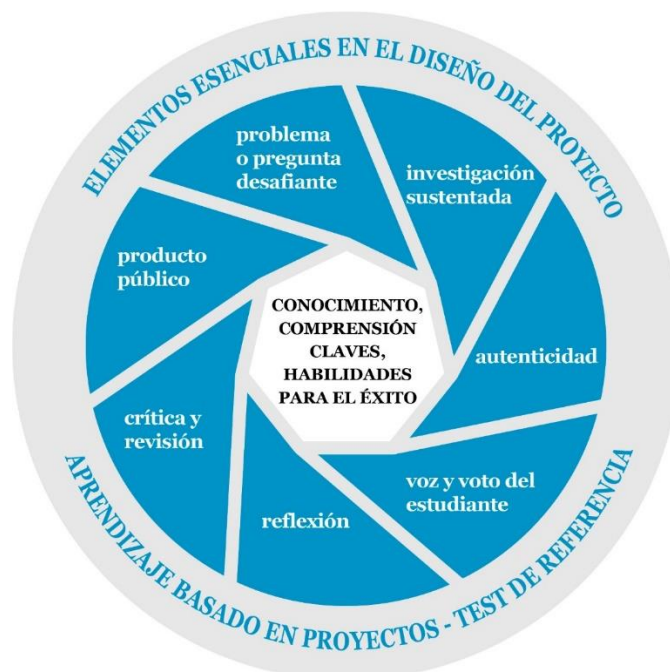 ELEMENTOS ESENCIALES EN EL DISEÑO DEL PROYECTO
problema
o pregunta
desafiante
investigación
sustentada
autenticidad
voz y voto del
estudiante
reflexión
crítica y
revisión
producto
público
CONOCIMIENTO,
COMPRENSIÓN
CLAVES,
HABILIDADES
PARA EL ÉXITO
APRENDIZAJE BASADO EN PROYECTOS - TEST DE REFERENCIA